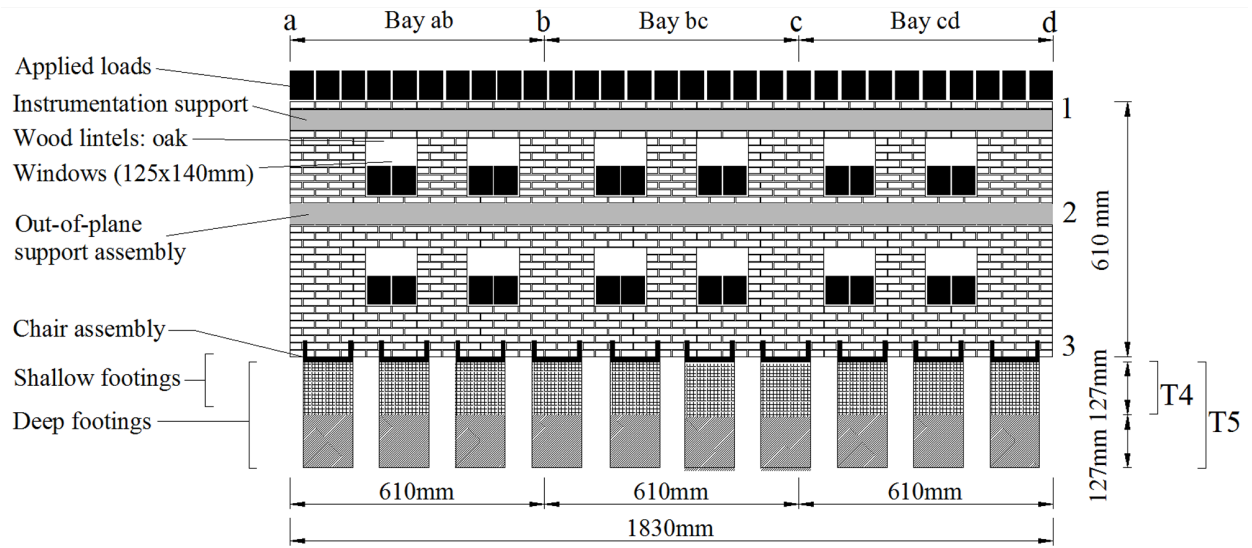 a Bay ab b Bay bc c Bay cd d
Applied loads
Instrumentation support
1
Wood lintels: oak
Windows (125x140mm)
2
Out-of-plane
support assembly
610 mm
Chair assembly
3
Shallow footings
127mm
T4
Deep footings
T5
127mm
610mm 610mm 610mm
1830mm